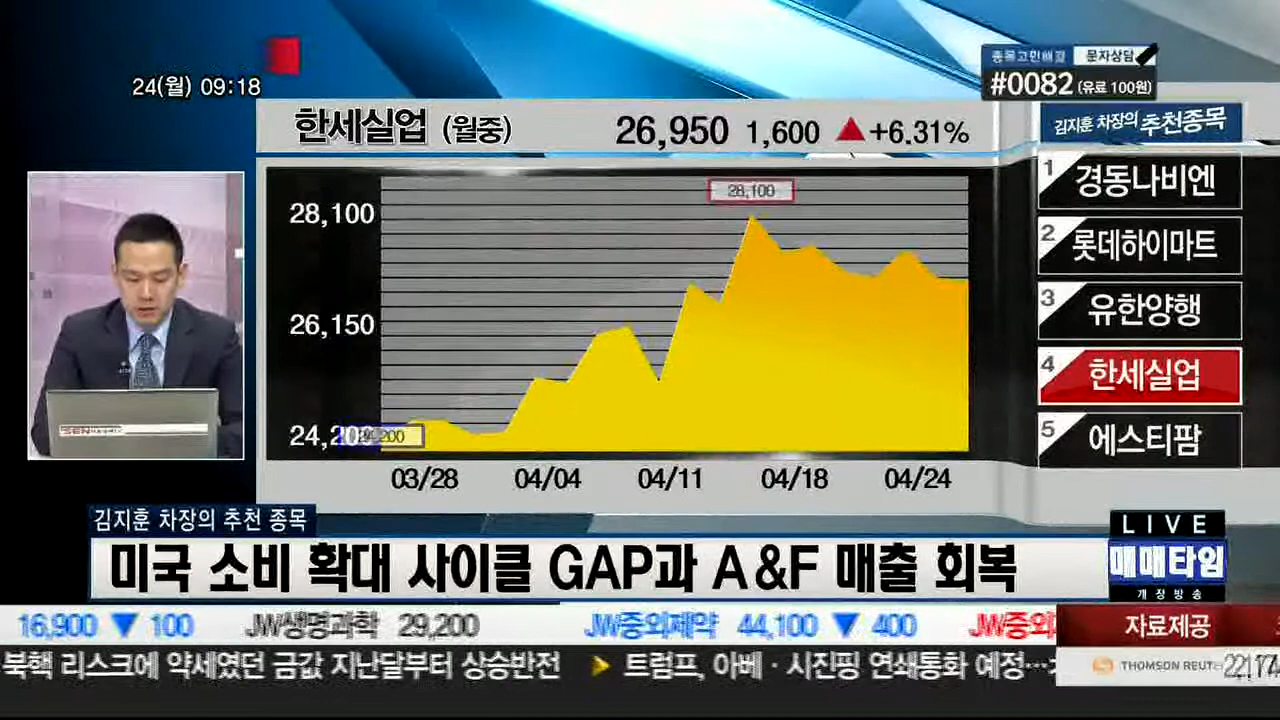 24(월) 09:18
종목고민해결 문자상담
#0082 (유료 100원)
한세실업 (월중) 26,950 1,600 ▲+6.31%
김지훈 차장의 추천종목
1 경동나비엔
2 롯데하이마트
3 유한양행
4 한세실업
5 에스티팜
28,100
28,100
26,150
24,200
03/28 04/04 04/11 04/18 04/24
SEN
김지훈 차장의 추천 종목
미국 소비 확대 사이클 GAP과 A&F 매출 회복
LIVE
매매타임
개장방송
16,900 ▼ 100 JW생명과학 29,200 JW중외제약 44,100 ▼ 400 JW중외
자료제공
북핵 리스크에 약세였던 금값 지난달부터 상승반전 ▶ 트럼프, 아베·시진핑 연쇄통화 예정…
THOMSON REUT